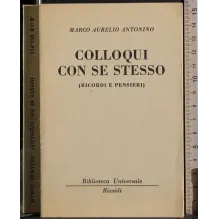 MARCO AURELIO ANTONINO
COLLOQUI
CON SE STESSO
(RICORDI E PENSIERI)
Biblioteca Universale
Rizzoli